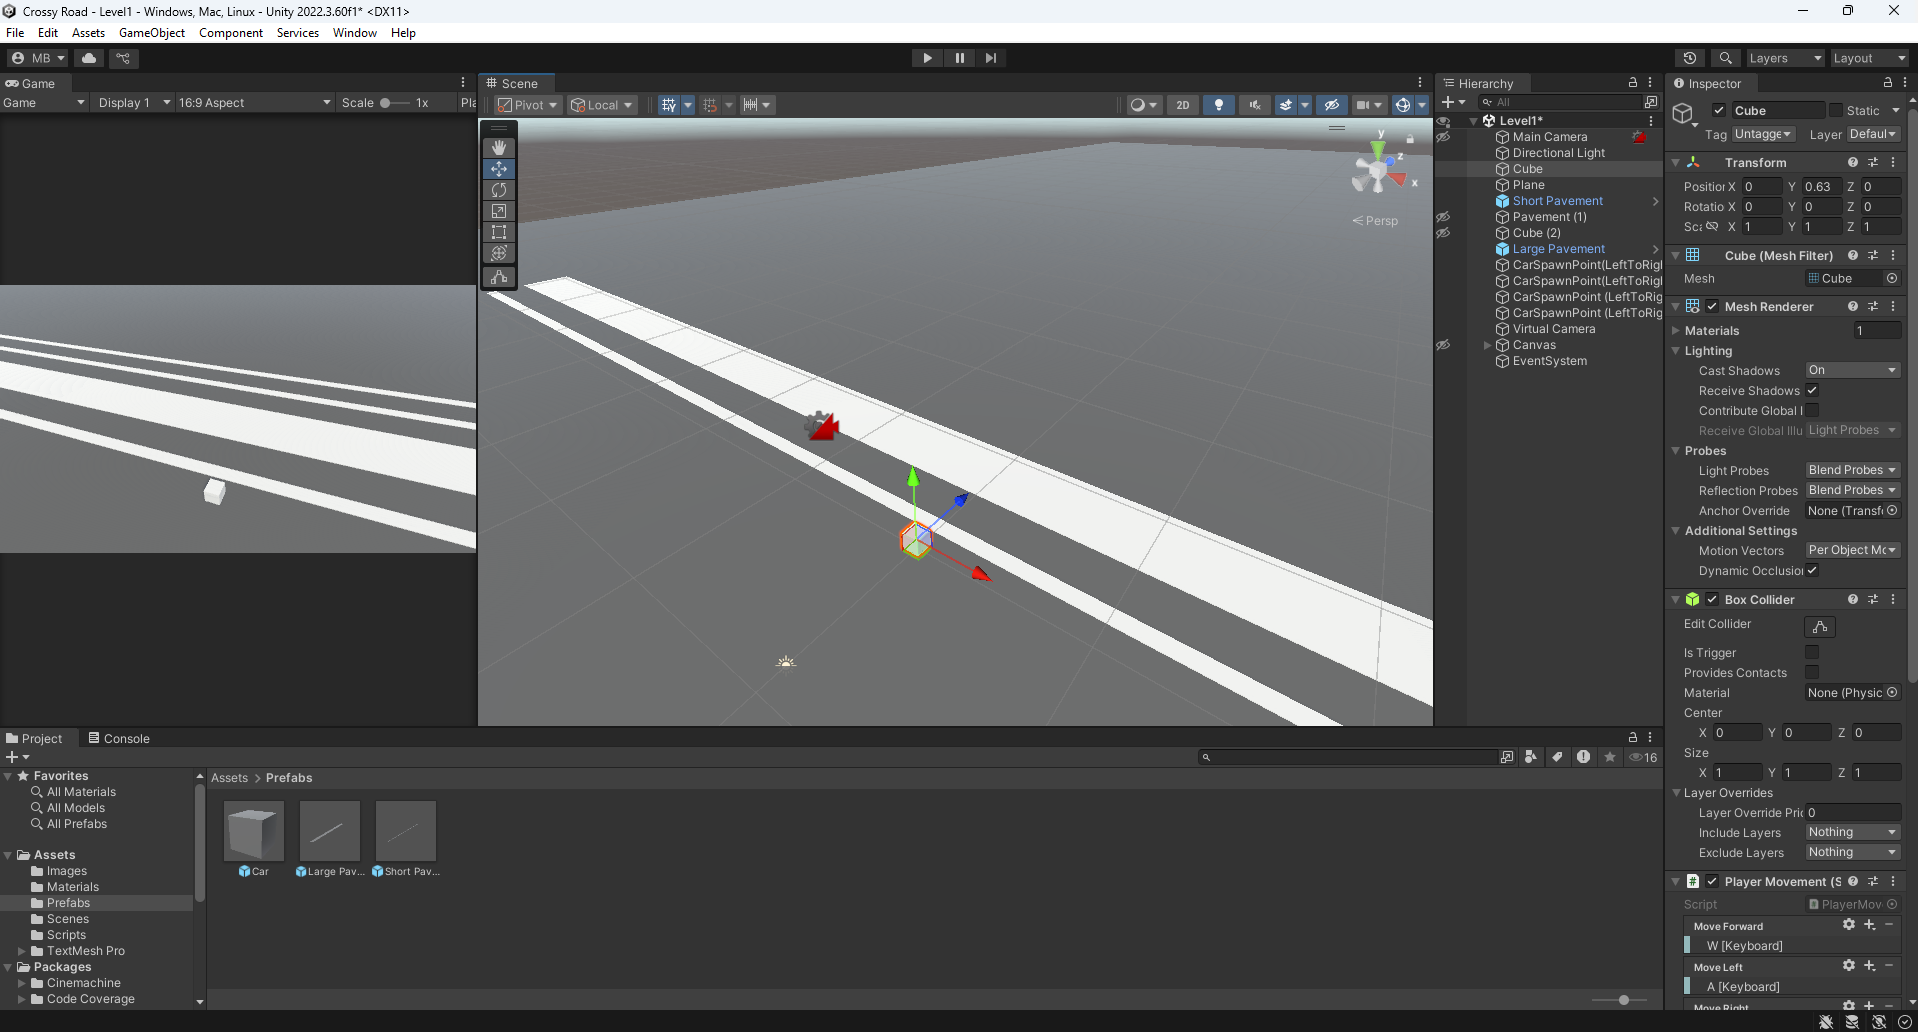 Crossy Road - Level1 - Windows, Mac, Linux - Unity 2022.3.60f1* <DX11>
File Edit Assets GameObject Component Services Window Help
MB
Layers
Layout
Game
Game
Display 1
16:9 Aspect
Scale
1x
Pla
Scene
Pivot
Local
2D
y
z
x
Persp
Hierarchy
All
Level1*
Main Camera
Directional Light
Cube
Plane
Short Pavement
Pavement (1)
Cube (2)
Large Pavement
CarSpawnPoint(LeftToRigl
CarSpawnPoint(LeftToRigl
CarSpawnPoint (LeftToRig
CarSpawnPoint (LeftToRig
Virtual Camera
Canvas
EventSystem
Inspector
Cube
Static
Tag Untagge
Layer Defaul
Transform
Position X 0 Y 0.63 Z 0
Rotatio X 0 Y 0 Z 0
Sc X 1 Y 1 Z 1
Cube (Mesh Filter)
Mesh
Cube
Mesh Renderer
Materials
1
Lighting
Cast Shadows
On
Receive Shadows
Contribute Global I
Receive Global Illu
Light Probes
Probes
Light Probes
Blend Probes
Reflection Probes
Blend Probes
Anchor Override
None (Transf
Additional Settings
Motion Vectors
Per Object Mc
Dynamic Occlusion
Box Collider
Edit Collider
Is Trigger
Provides Contacts
Material
None (Physic
Center
X 0 Y 0 Z 0
Size
X 1 Y 1 Z 1
Layer Overrides
Layer Override Pric
0
Include Layers
Nothing
Exclude Layers
Nothing
Player Movement (S
Script
PlayerMov
Move Forward
W [Keyboard]
Move Left
A [Keyboard]
Move Right
Project
Console
16
Favorites
All Materials
All Models
All Prefabs
Assets
Images
Materials
Prefabs
Scenes
Scripts
TextMesh Pro
Packages
Cinemachine
Code Coverage
Assets > Prefabs
Car
Large Pav...
Short Pav...